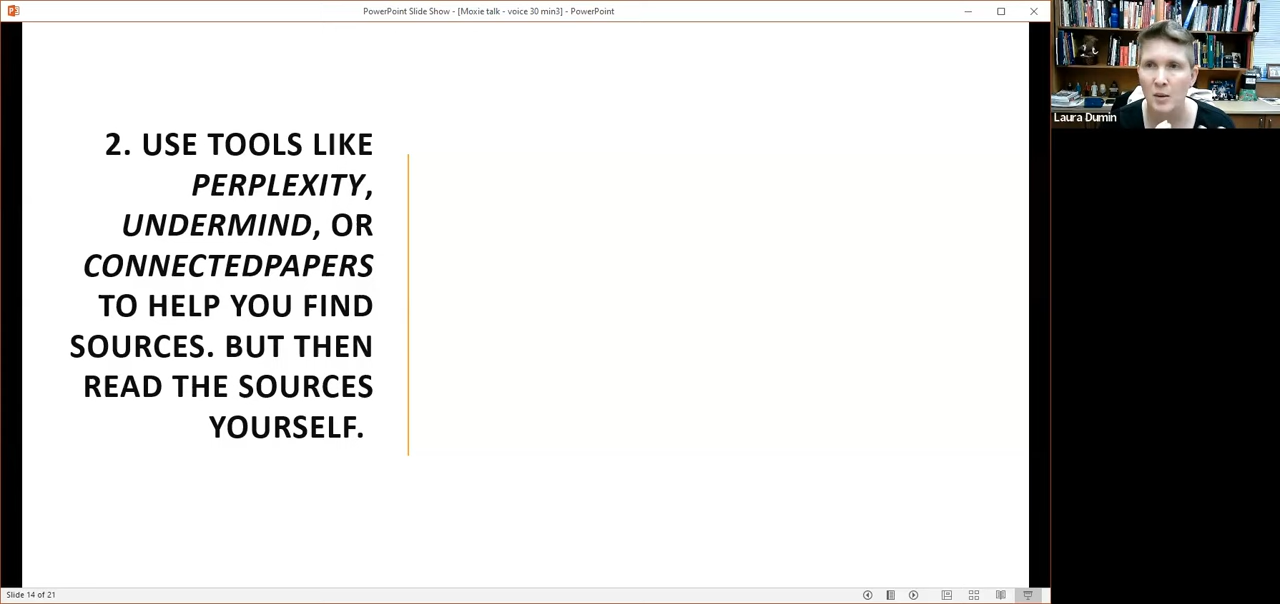 PowerPoint Slide Show - [Moxie talk - voice 30 min3] - PowerPoint
Laura Dumin
2. USE TOOLS LIKE
PERPLEXITY,
UNDERMIND, OR
CONNECTEDPAPERS
TO HELP YOU FIND
SOURCES. BUT THEN
READ THE SOURCES
YOURSELF.
Slide 14 of 21